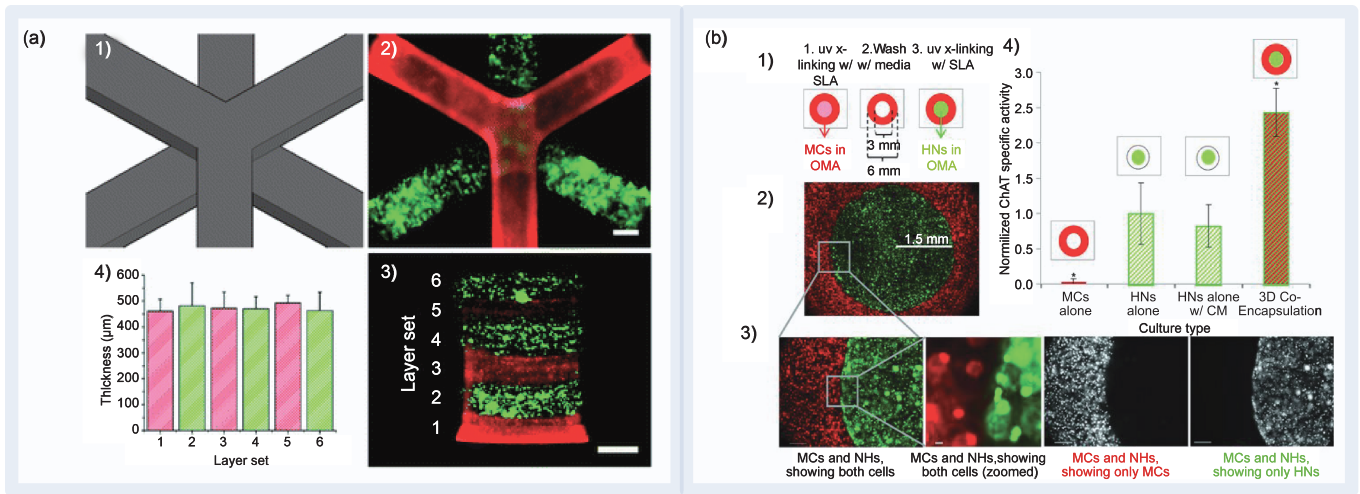 (a)
1)
2)
4)
600
500
400
300
200
100
0
Thickness (μm)
1 2 3 4 5 6
Layer set
3)
6
5
4
3
2
1
Layer set
(b)
1)
1. uv x-
linking w/
SLA
2.Wash
w/ media
3. uv x-linking
w/ SLA
MCs in
OMA
3 mm
6 mm
HNs in
OMA
2)
1.5 mm
4)
Normilized ChAT specific activity
3.0
2.5
2.0
1.5
1.0
0.5
0.0
*
*
MCs
alone
HNs
alone
HNs alone
w/ CM
3D Co-
Encapsulation
Culture type
3)
MCs and NHs,
showing both cells
MCs and NHs,showing
both cells (zoomed)
MCs and NHs,
showing only MCs
MCs and NHs,
showing only HNs